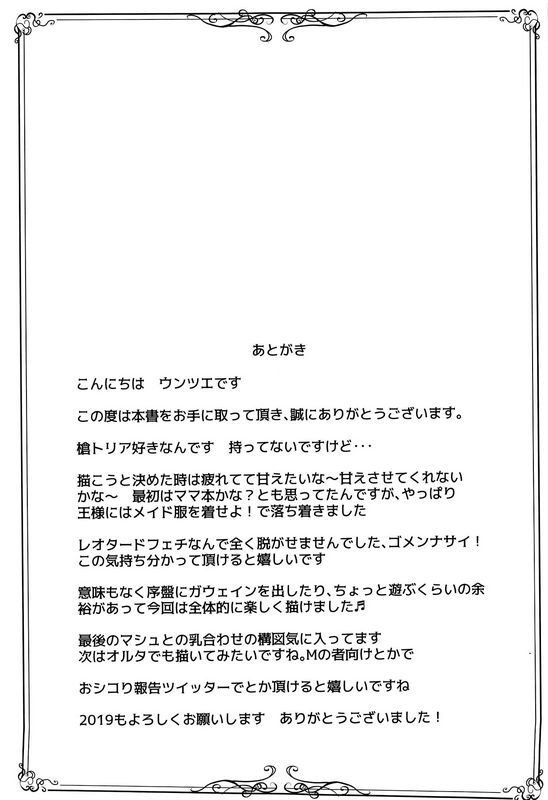 あとがき
こんにちは　ウンツエです
この度は本書をお手に取って頂き、誠にありがとうございます。
槍トリア好きなんです　持ってないですけど・・・
描こうと決めた時は疲れてて甘えたいな〜甘えさせてくれない
かな〜　最初はママ本かな？とも思ってたんですが、やっぱり
王様にはメイド服を着せよ！で落ち着きました
レオタードフェチなんで全く脱がせませんでした、ゴメンナサイ！
この気持ち分かって頂けると嬉しいです
意味もなく序盤にガウェインを出したり、ちょっと遊ぶくらいの余
裕があって今回は全体的に楽しく描けました♬
最後のマシュとの乳合わせの構図気に入ってます
次はオルタでも描いてみたいですね。Mの者向けとかで
おシコり報告ツイッターでとか頂けると嬉しいですね
2019もよろしくお願いします　ありがとうございました！